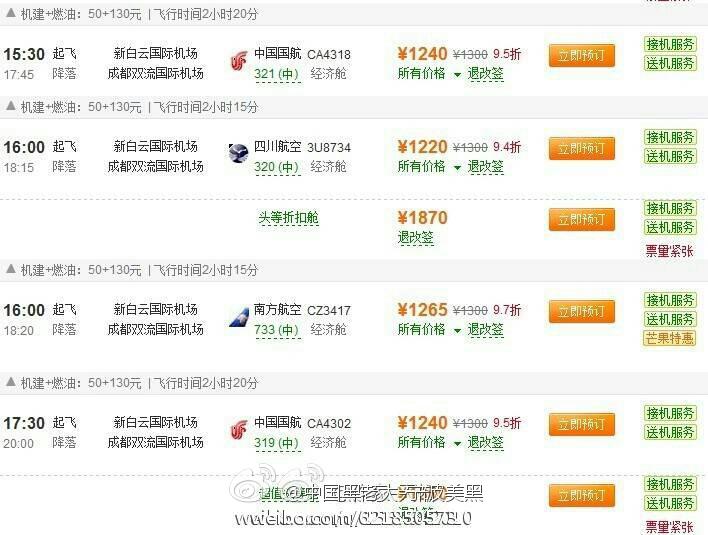 机建+燃油：50+130元 | 飞行时间2小时20分
15:30 起飞 新白云国际机场 中国国航 CA4318 ¥1240 ¥1300 9.5折 立即预订 接机服务
17:45 降落 成都双流国际机场 321 (中) 经济舱 所有价格 退改签 送机服务
机建+燃油：50+130元 | 飞行时间2小时15分
16:00 起飞 新白云国际机场 四川航空 3U8734 ¥1220 ¥1300 9.4折 立即预订 接机服务
18:15 降落 成都双流国际机场 320 (中) 经济舱 所有价格 退改签 送机服务
头等折扣舱 ¥1870 立即预订 接机服务
退改签 送机服务
票量紧张
机建+燃油：50+130元 | 飞行时间2小时15分
16:00 起飞 新白云国际机场 南方航空 CZ3417 ¥1265 ¥1300 9.7折 立即预订 接机服务
18:20 降落 成都双流国际机场 733 (中) 经济舱 所有价格 退改签 送机服务
芒果特惠
机建+燃油：50+130元 | 飞行时间2小时20分
17:30 起飞 新白云国际机场 中国国航 CA4302 ¥1240 ¥1300 9.5折 立即预订 接机服务
20:00 降落 成都双流国际机场 319 (中) 经济舱 所有价格 退改签 送机服务
立即预订 接机服务
@中国黑客大元被美黑
退改签 送机服务
票量紧张